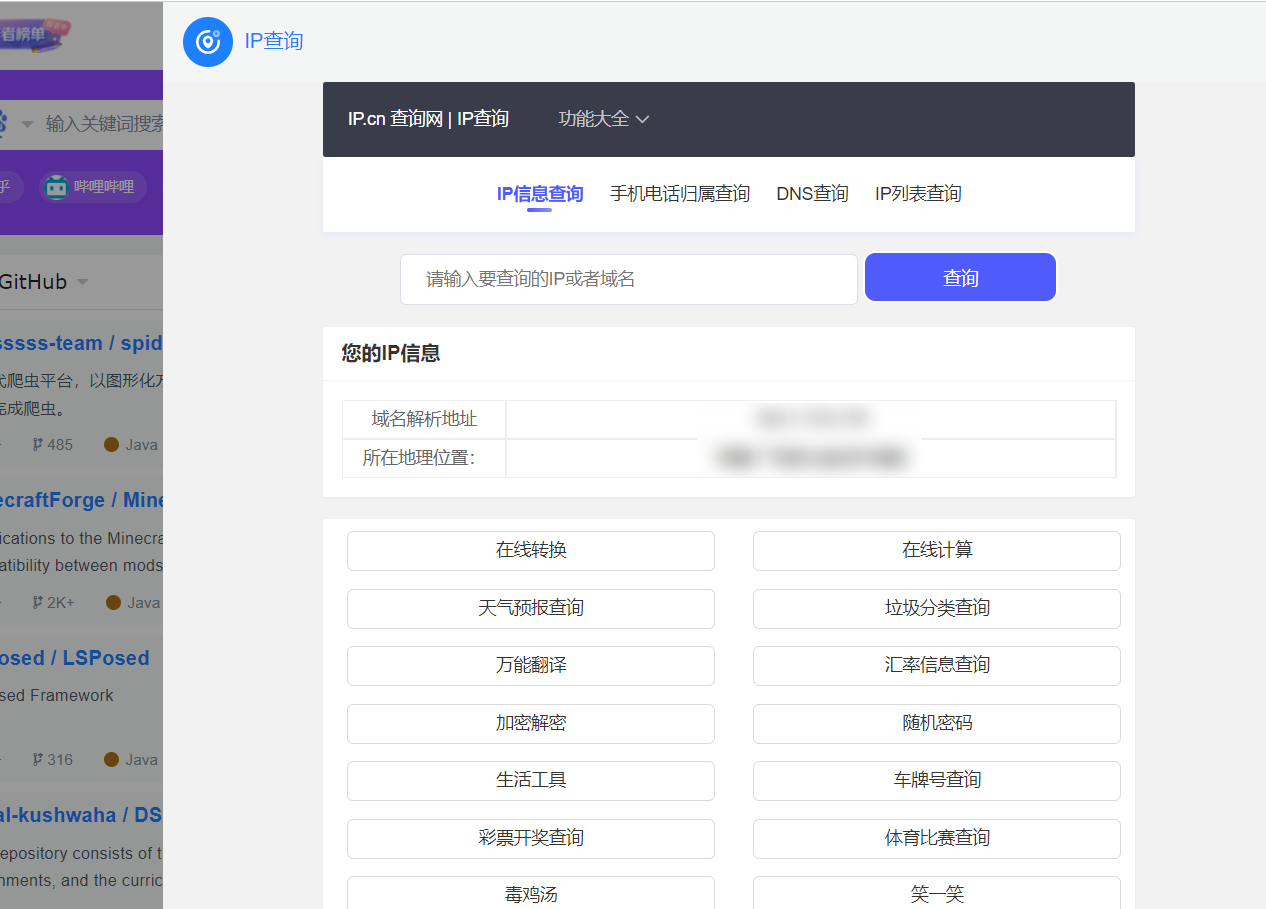 者榜单
IP查询
IP.cn 查询网 | IP查询 功能大全
输入关键词搜索
乎 哔哩哔哩
IP信息查询 手机电话归属查询 DNS查询 IP列表查询
请输入要查询的IP或者域名 查询
GitHub
您的IP信息
域名解析地址
所在地理位置：
sssss-team / spid
代爬虫平台，以图形化方
完成爬虫。
485 Java
ecraftForge / Mine
ications to the Minecra
atibility between mods
2K+ Java
osed / LSPosed
sed Framework
316 Java
al-kushwaha / DS
epository consists of t
nments, and the curric
在线转换 在线计算
天气预报查询 垃圾分类查询
万能翻译 汇率信息查询
加密解密 随机密码
生活工具 车牌号查询
彩票开奖查询 体育比赛查询
毒鸡汤 笑一笑